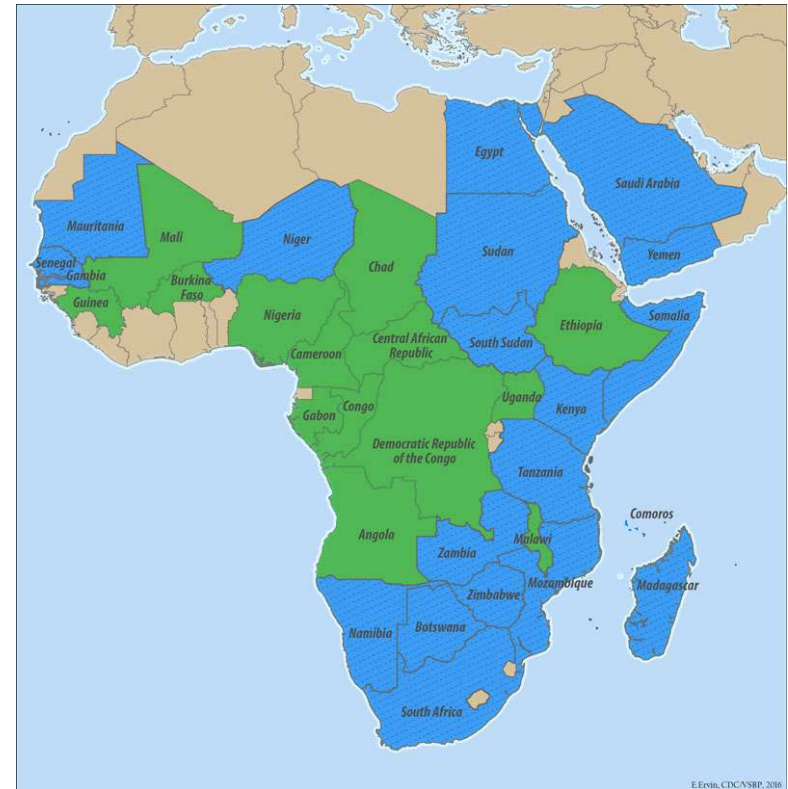 Egypt
Saudi Arabia
Mauritania
Mali
Niger
Sudan
Yemen
Senegal
Gambia
Chad
Burkina
Faso
Guinea
Nigeria
Somalia
Ethiopia
Central African
Republic
South Sudan
Cameroon
Uganda
Gabon
Congo
Kenya
Democratic Republic
of the Congo
Tanzania
Comoros
Angola
Malawi
Zambia
Mozambique
Madagascar
Zimbabwe
Namibia
Botswana
South Africa
E.Ervin, CDC/VSBP, 2016